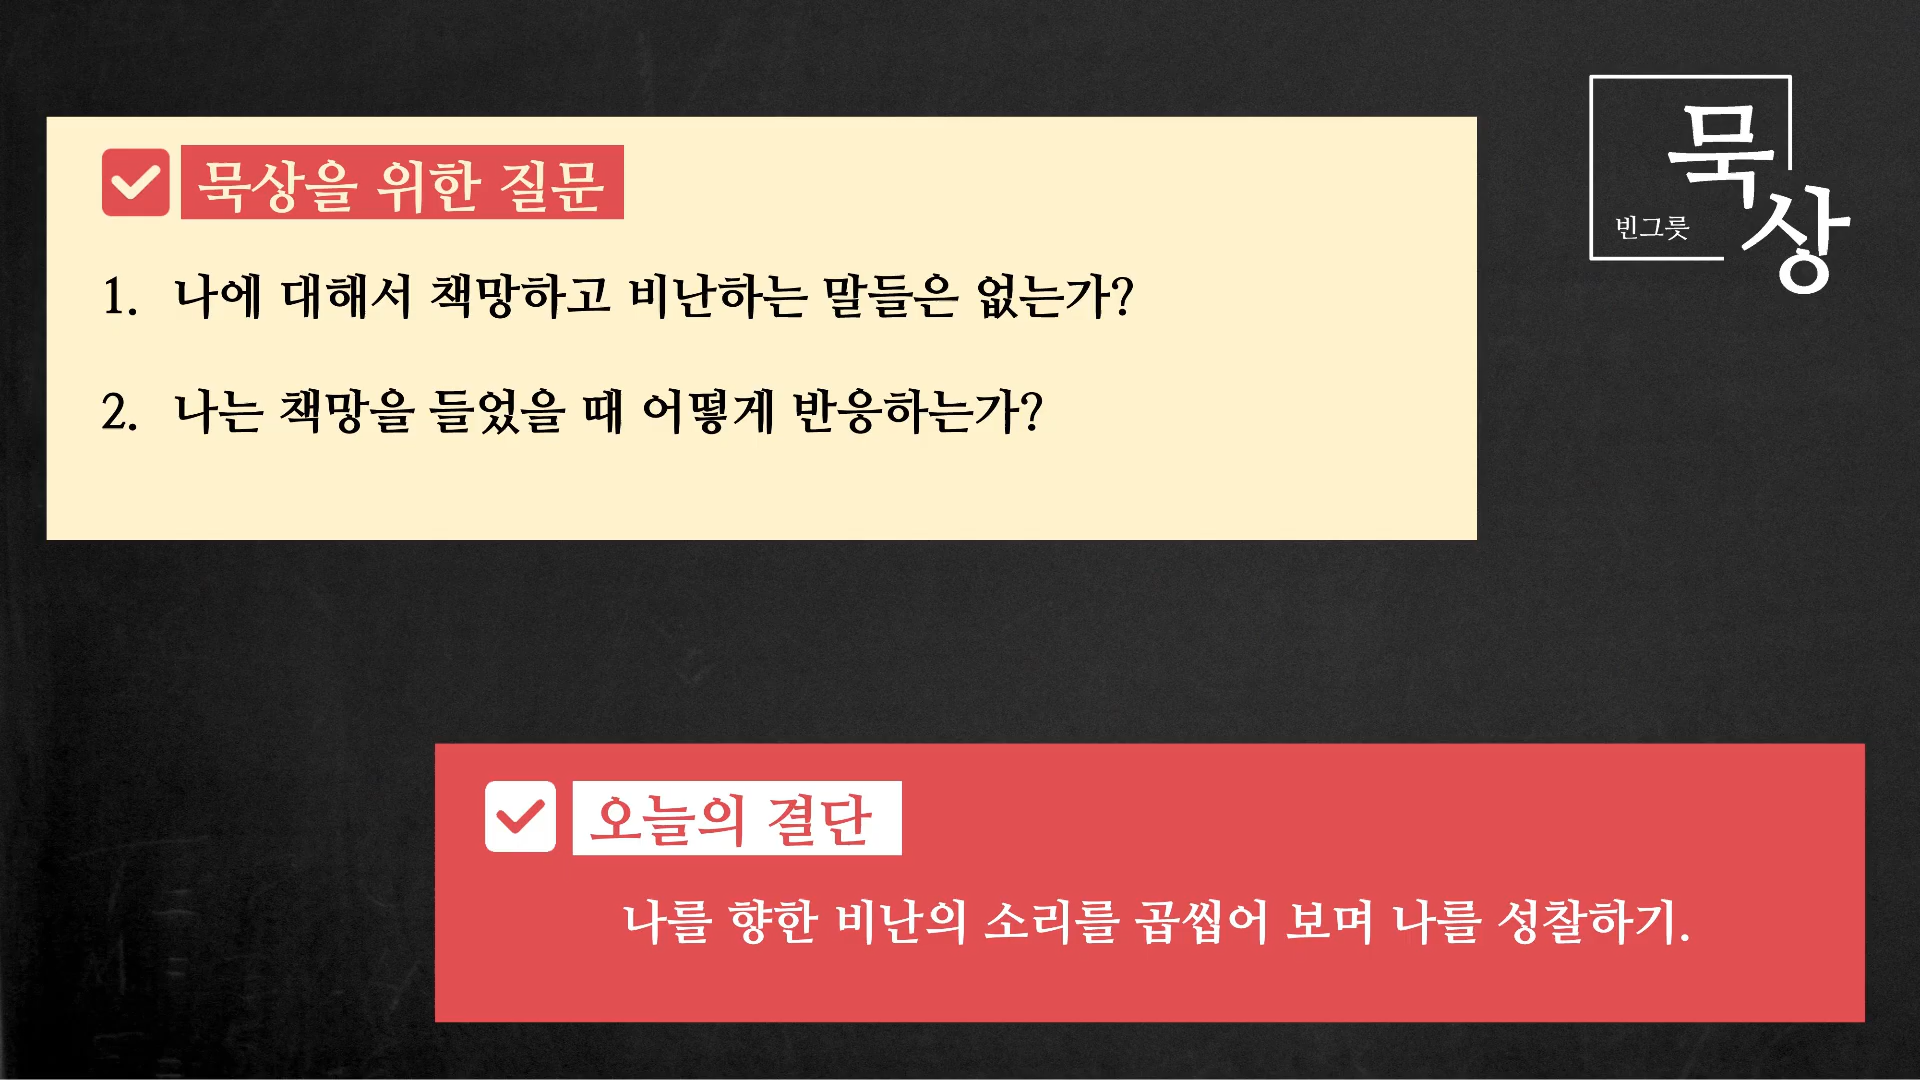 묵상을 위한 질문
1. 나에 대해서 책망하고 비난하는 말들은 없는가?
2. 나는 책망을 들었을 때 어떻게 반응하는가?
묵상
빈그릇
오늘의 결단
나를 향한 비난의 소리를 곱씹어 보며 나를 성찰하기.